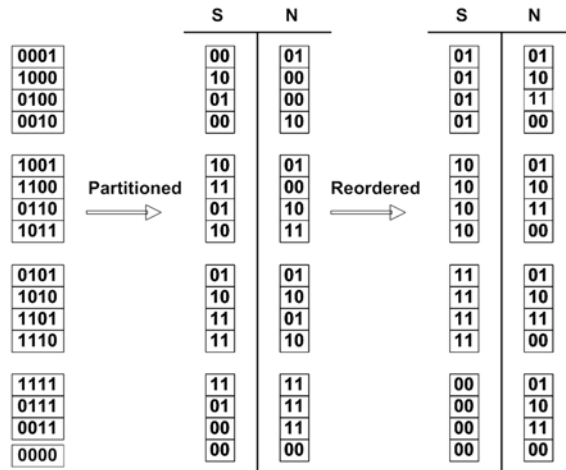 S N S N
0001 00 01 01 01
1000 10 00 01 10
0100 01 00 01 11
0010 00 10 01 00
1001 10 01 10 01
1100 Partitioned 11 00 Reordered 10 10
0110 01 10 10 11
1011 10 11 10 00
0101 01 01 11 01
1010 10 10 11 10
1101 11 01 11 11
1110 11 10 11 00
1111 11 11 00 01
0111 01 11 00 10
0011 00 11 00 11
0000 00 00 00 00